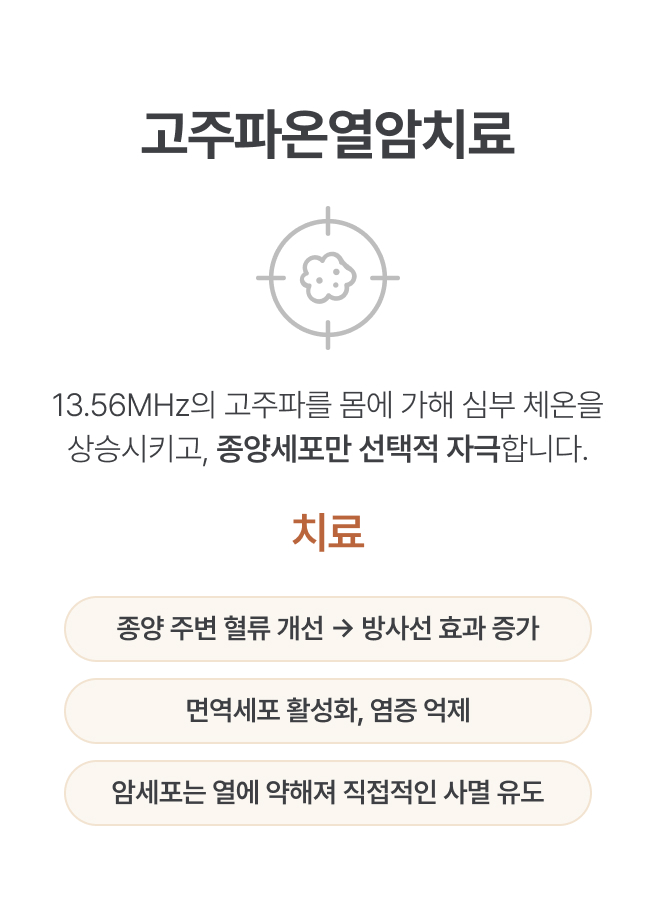 고주파온열암치료
13.56MHz의 고주파를 몸에 가해 심부 체온을
상승시키고, 종양세포만 선택적 자극합니다.
치료
종양 주변 혈류 개선 → 방사선 효과 증가
면역세포 활성화, 염증 억제
암세포는 열에 약해져 직접적인 사멸 유도